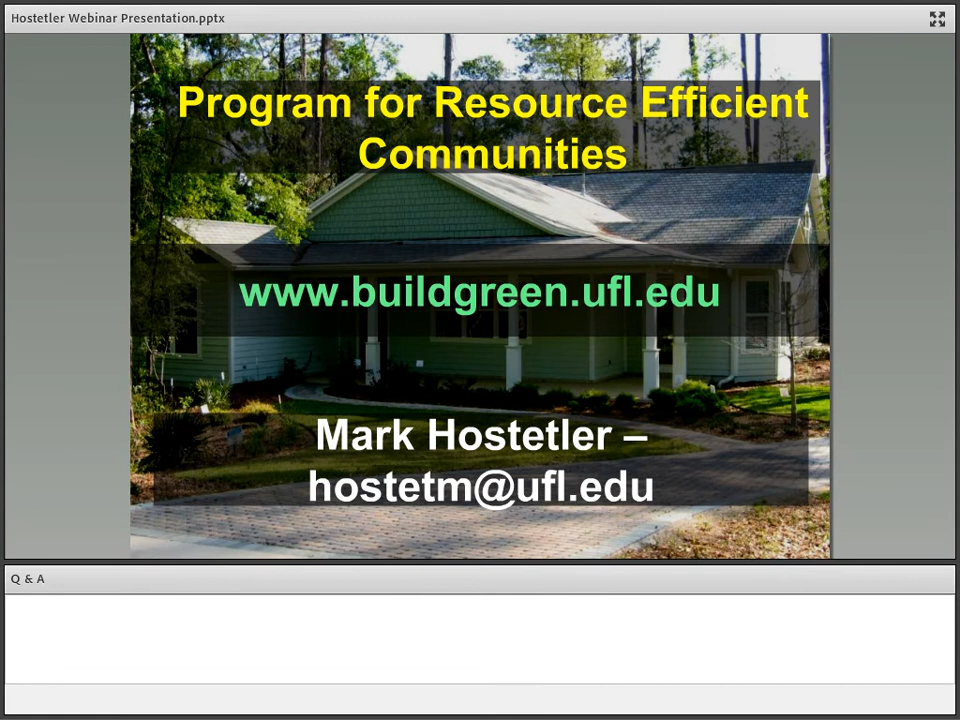 Hostetler Webinar Presentation.pptx
Program for Resource Efficient
Communities
www.buildgreen.ufl.edu
Mark Hostetler –
hostetm@ufl.edu
Q & A